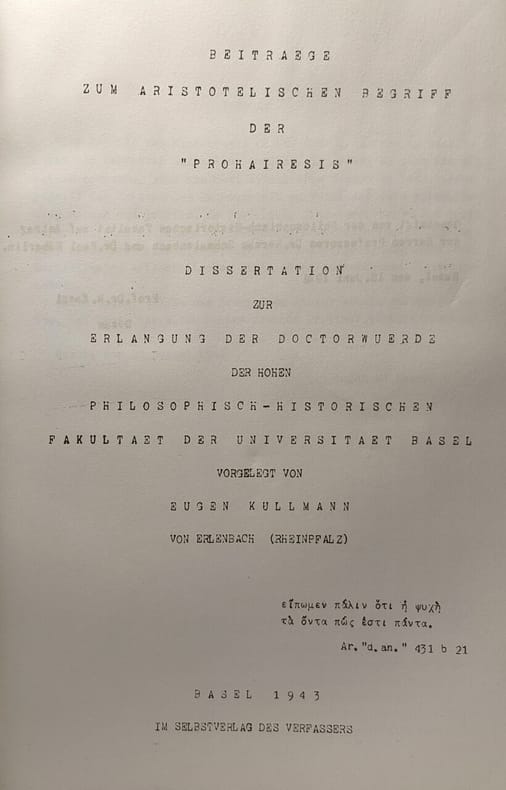 BEITRAEGE
ZUM ARISTOTELISCHEN BEGRIFF
DER
"PROHAIRESIS"
DISSERTATION
ZUR
ERLANGUNG DER DOCTORWUERDE
DER HOHEN
PHILOSOPHISCH-HISTORISCHEN
FAKULTAET DER UNIVERSITAET BASEL
VORGELEGT VON
EUGEN KULLMANN
VON ERLENBACH (RHEINPFALZ)
εἴπωμεν πάλιν ὅτι ἡ ψυχὴ
τὰ ὄντα πώς ἐστι πάντα.
Ar. "d.an." 431 b 21
BASEL 1943
IM SELBSTVERLAG DES VERFASSERS